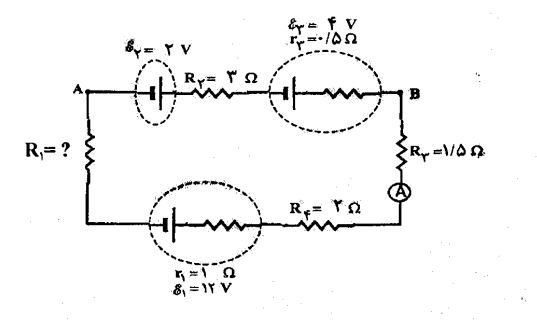 ℰ۳= ۴ V
r۳=۰/۵ Ω
ℰ۲= ۲ V
R۲= ۳ Ω
A
B
R۱= ?
R۳=۱/۵ Ω
A
R۴= ۲ Ω
r۱=۱ Ω
ℰ۱=۱۲ V